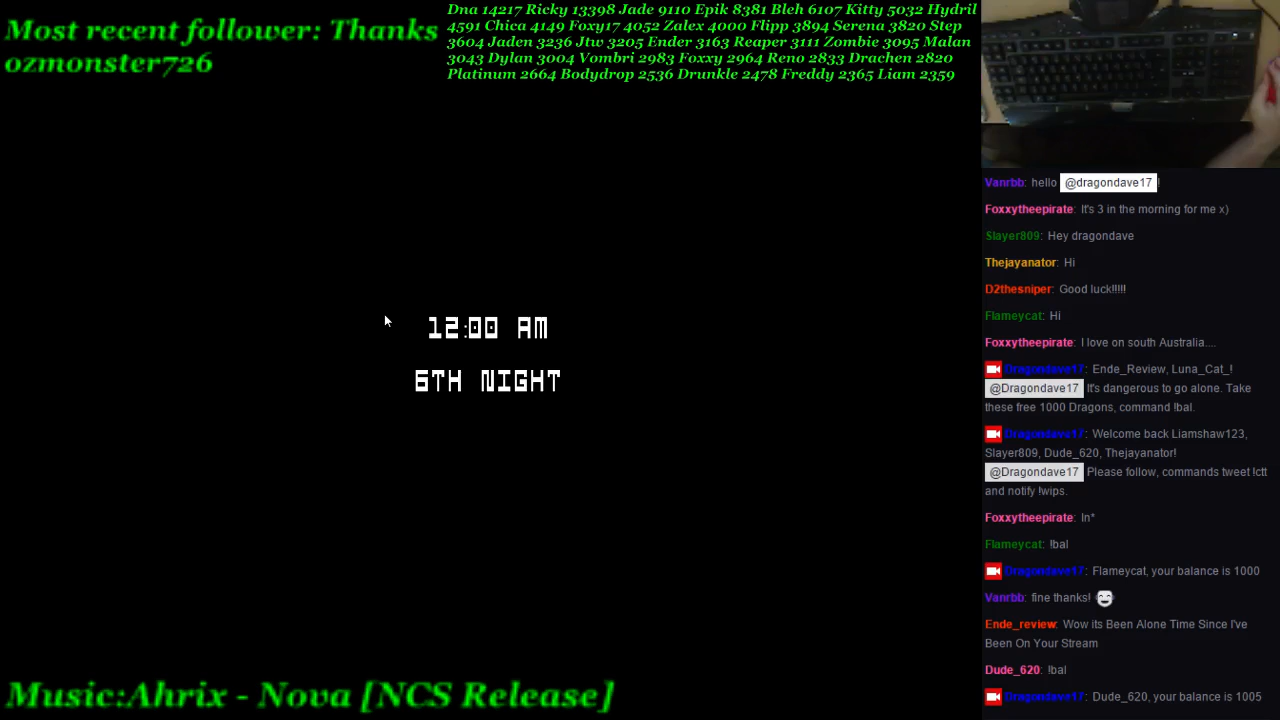 Most recent follower: Thanks
ozmonster726
Dna 14217 Ricky 13398 Jade 9110 Epik 8381 Bleh 6107 Kitty 5032 Hydril
4591 Chica 4149 Foxy17 4052 Zalex 4000 Flipp 3894 Serena 3820 Step
3604 Jaden 3236 Jtw 3205 Ender 3163 Reaper 3111 Zombie 3095 Malan
3043 Dylan 3004 Vombri 2983 Foxxy 2964 Reno 2833 Drachen 2820
Platinum 2664 Bodydrop 2536 Drunkle 2478 Freddy 2365 Liam 2359
12:00 AM
6TH NIGHT
Vanrbb: hello @dragondave17 !
Foxxytheepirate: It's 3 in the morning for me x)
Slayer809: Hey dragondave
Thejayanator: Hi
D2thesniper: Good luck!!!!!
Flameycat: Hi
Foxxytheepirate: I love on south Australia....
Dragondave17: Ende_Review, Luna_Cat_!
@Dragondave17 It's dangerous to go alone. Take
these free 1000 Dragons, command !bal.
Dragondave17: Welcome back Liamshaw123,
Slayer809, Dude_620, Thejayanator!
@Dragondave17 Please follow, commands tweet !ctt
and notify !wips.
Foxxytheepirate: In*
Flameycat: !bal
Dragondave17: Flameycat, your balance is 1000
Vanrbb: fine thanks!
Ende_review: Wow its Been Alone Time Since I've
Been On Your Stream
Dude_620: !bal
Dragondave17: Dude_620, your balance is 1005
Music:Ahrix - Nova [NCS Release]